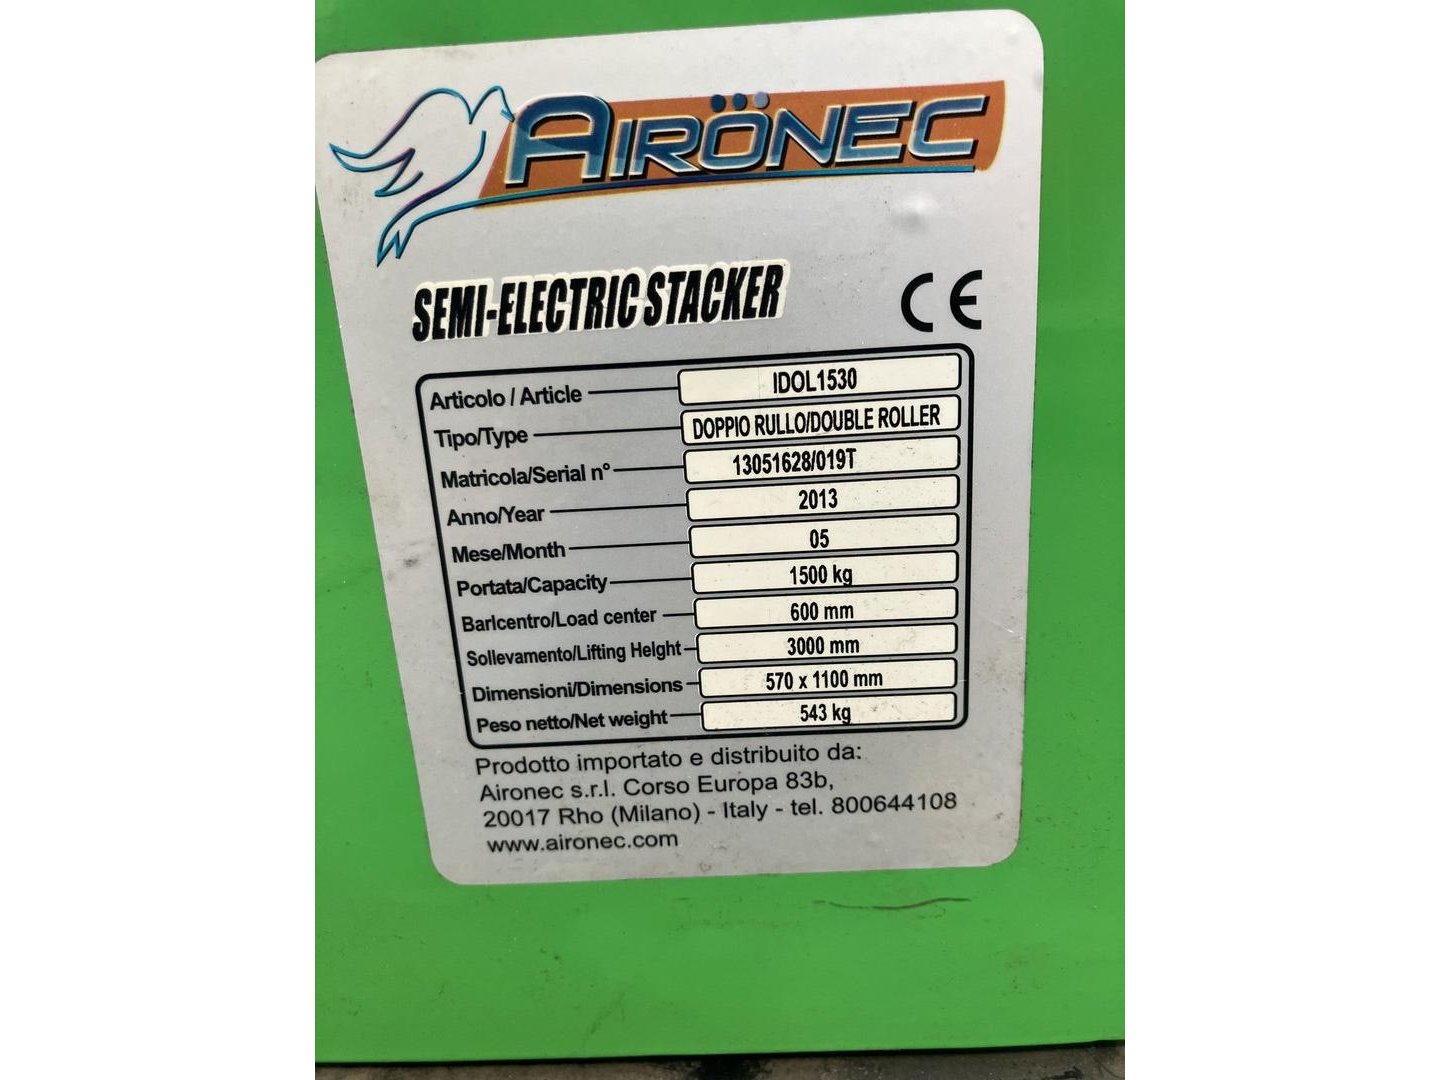 AIRÖNEC
SEMI-ELECTRIC STACKER CE
Articolo / Article IDOL1530
Tipo/Type DOPPIO RULLO/DOUBLE ROLLER
Matricola/Serial n° 13051628/019T
Anno/Year 2013
Mese/Month 05
Portata/Capacity 1500 kg
Barlcentro/Load center 600 mm
Sollevamento/Lifting Helght 3000 mm
Dimensioni/Dimensions 570 x 1100 mm
Peso netto/Net weight 543 kg
Prodotto importato e distribuito da:
Aironec s.r.l. Corso Europa 83b,
20017 Rho (Milano) - Italy - tel. 800644108
www.aironec.com